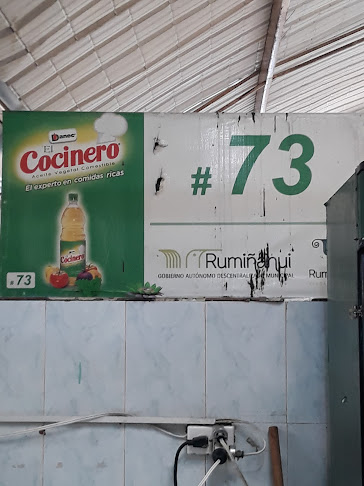 Danec
El
Cocinero
Aceite Vegetal Comestible
El experto en comidas ricas
Cocinero
# 73
# 73
Rumiñahui
GOBIERNO AUTÓNOMO DESCENTRALIZADO MUNICIPAL
Rum